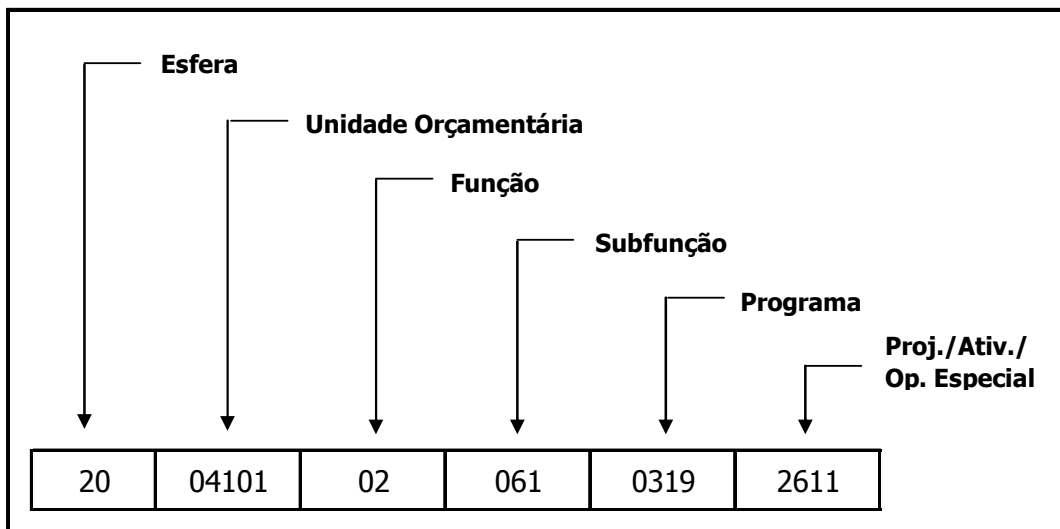 Esfera
Unidade Orçamentária
Função
Subfunção
Programa
Proj./Ativ./
Op. Especial
20 04101 02 061 0319 2611